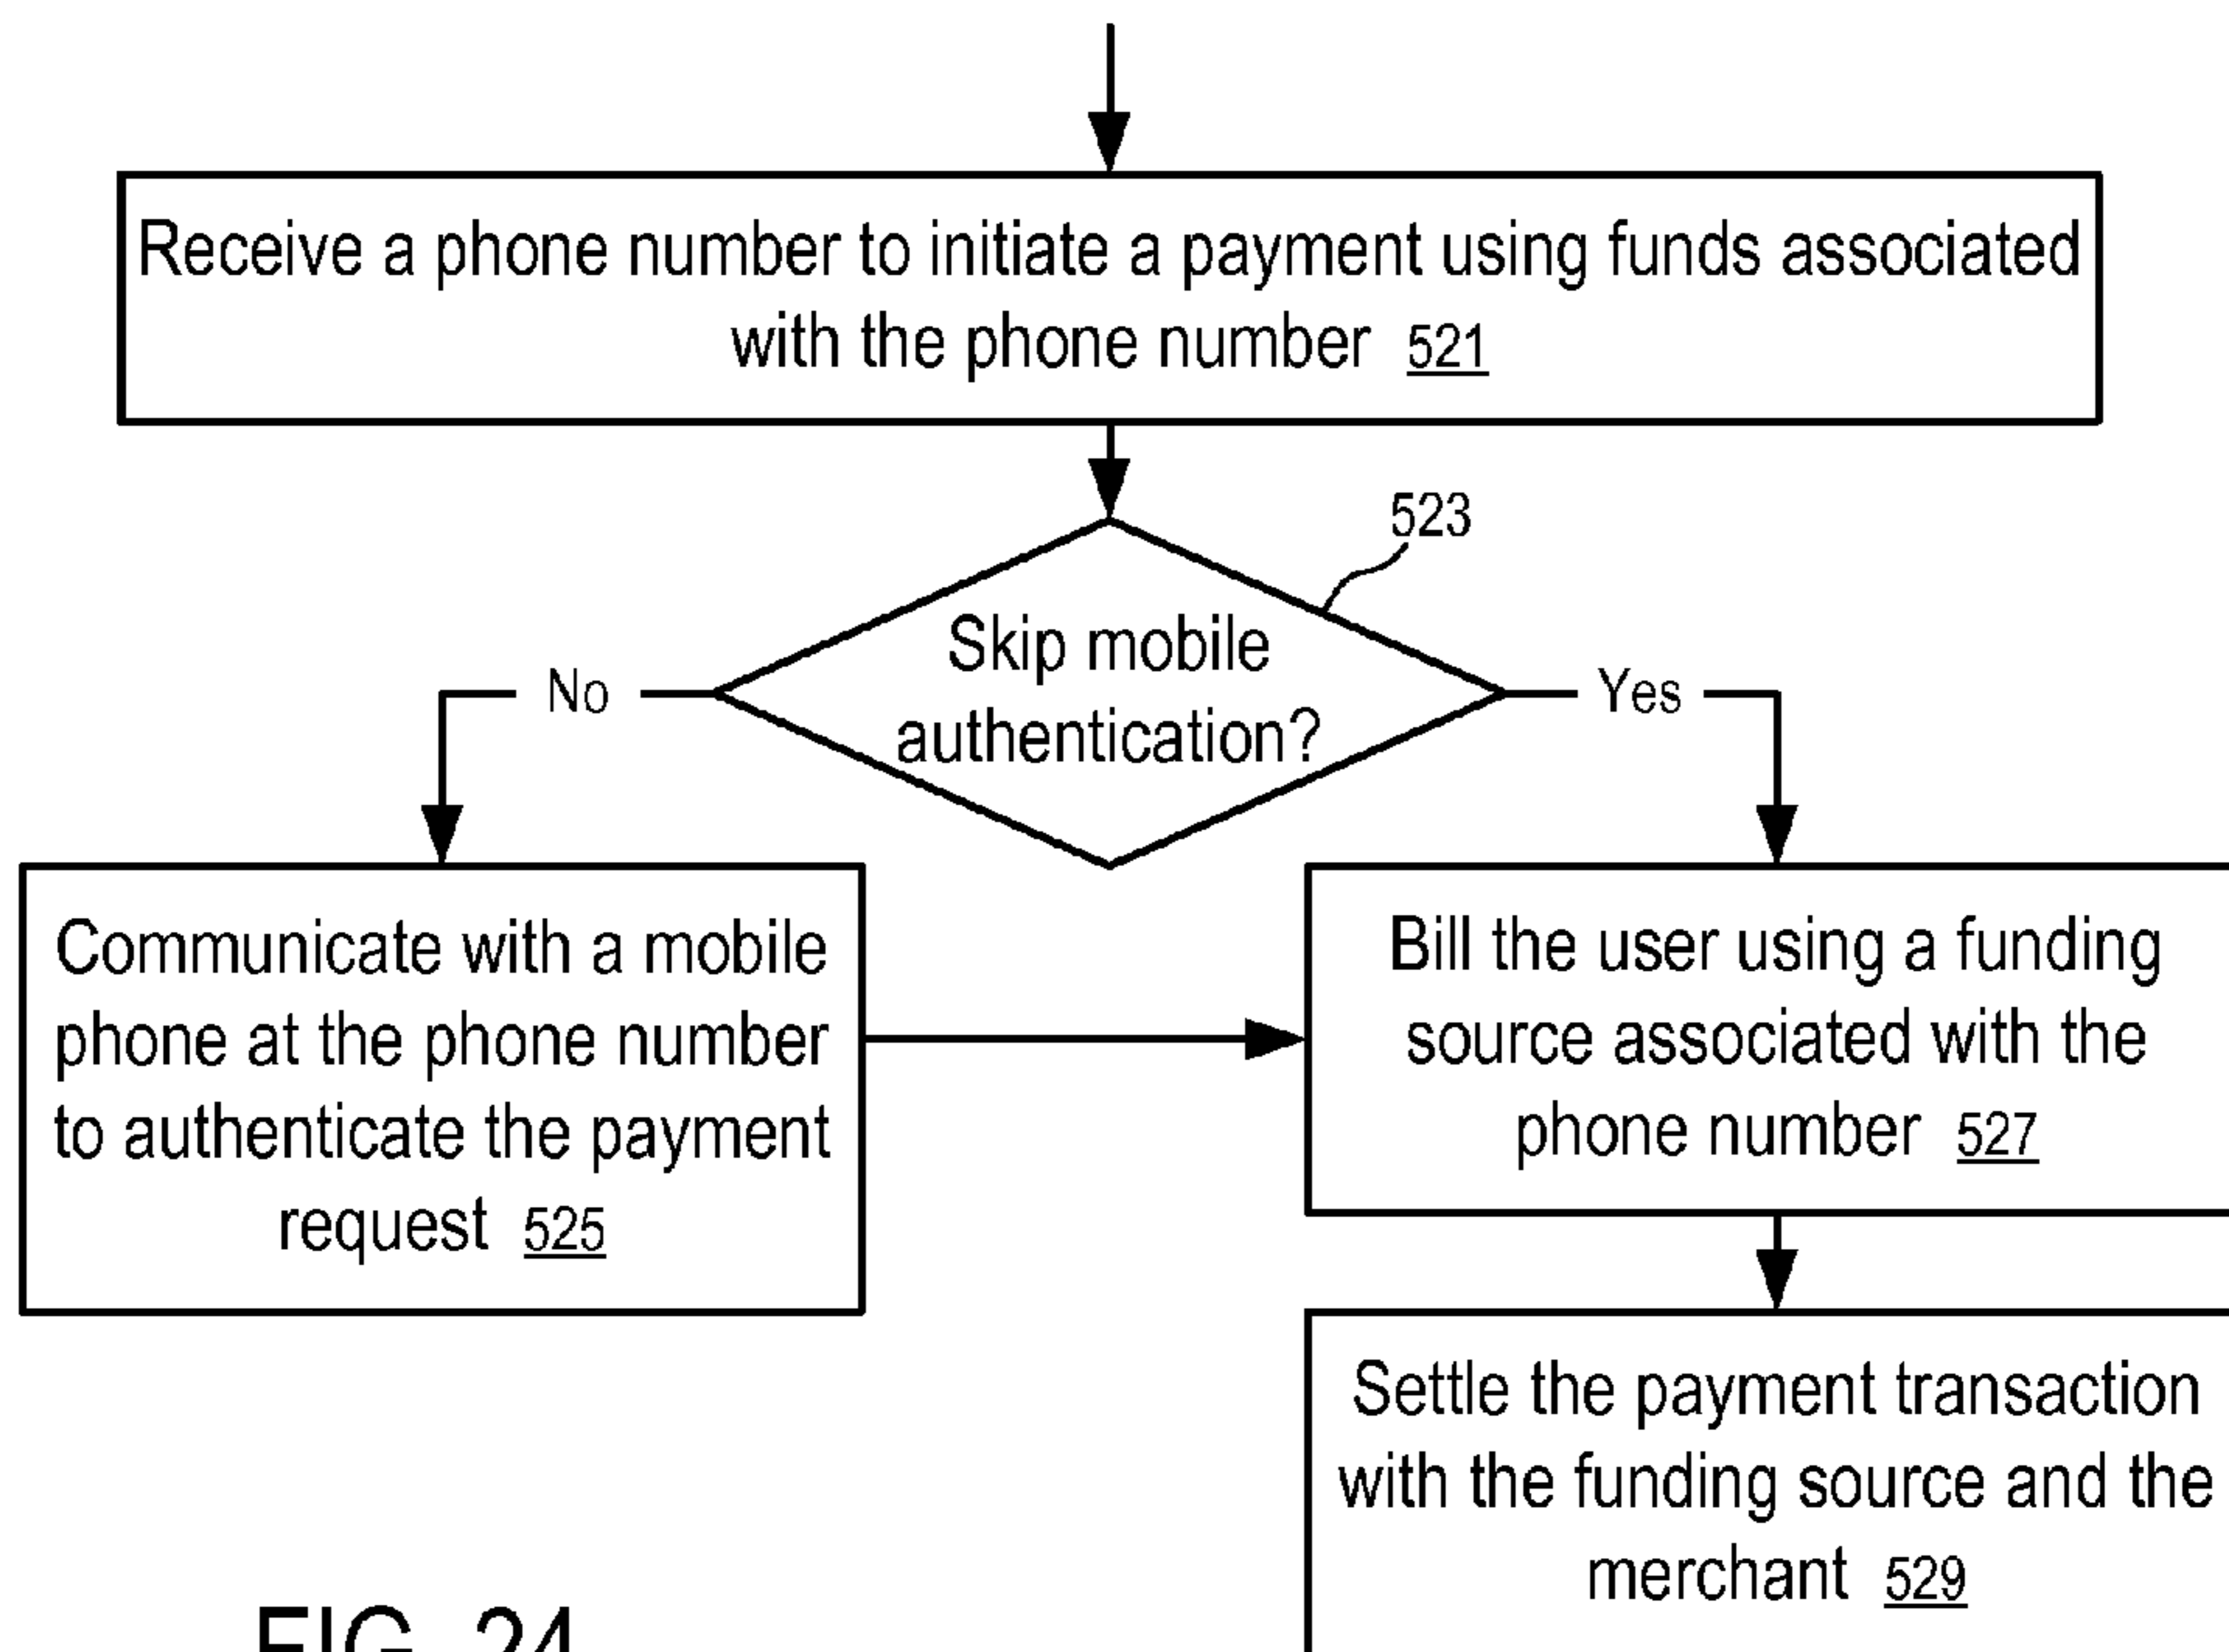 Receive a phone number to initiate a payment using funds associated
with the phone number 521
523
Skip mobile
authentication?
No
Yes
Communicate with a mobile
phone at the phone number
to authenticate the payment
request 525
Bill the user using a funding
source associated with the
phone number 527
Settle the payment transaction
with the funding source and the
merchant 529
FIG. 24